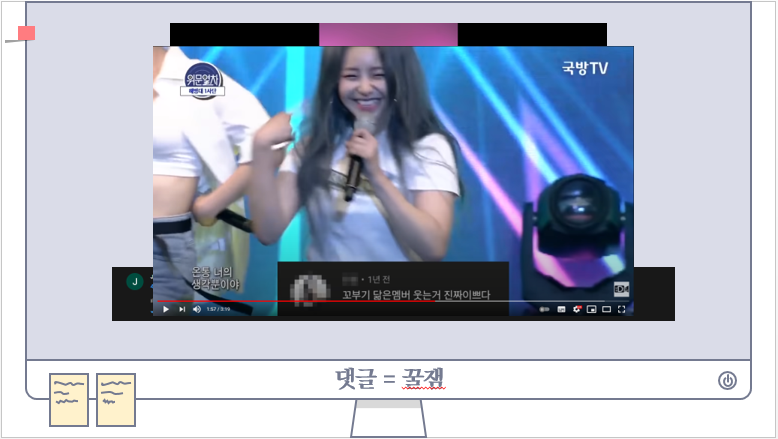 위문열차
해병대 1사단
국방TV
온통 너의
생각뿐이야
• 1년 전
꼬부기 닮은멤버 웃는거 진짜이쁘다
J
1:57 / 3:19
댓글 = 꿀잼